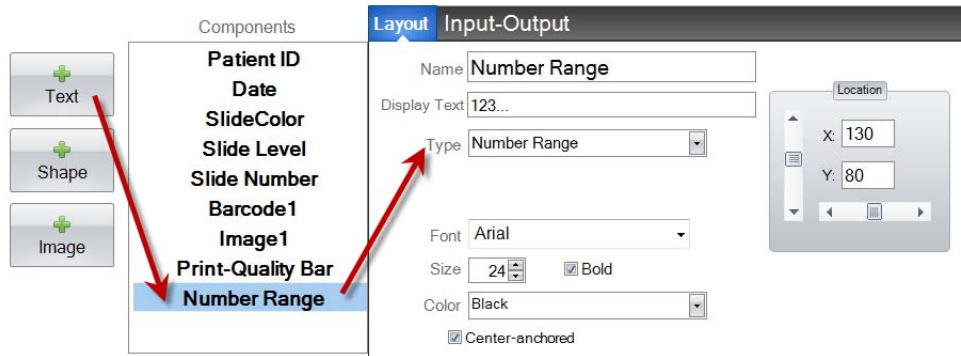 Components
Text
Shape
Image
Patient ID
Date
SlideColor
Slide Level
Slide Number
Barcode1
Image1
Print-Quality Bar
Number Range
Layout Input-Output
Name Number Range
Display Text 123...
Type Number Range
Font Arial
Size 24 Bold
Color Black
Center-anchored
Location
X: 130
Y: 80